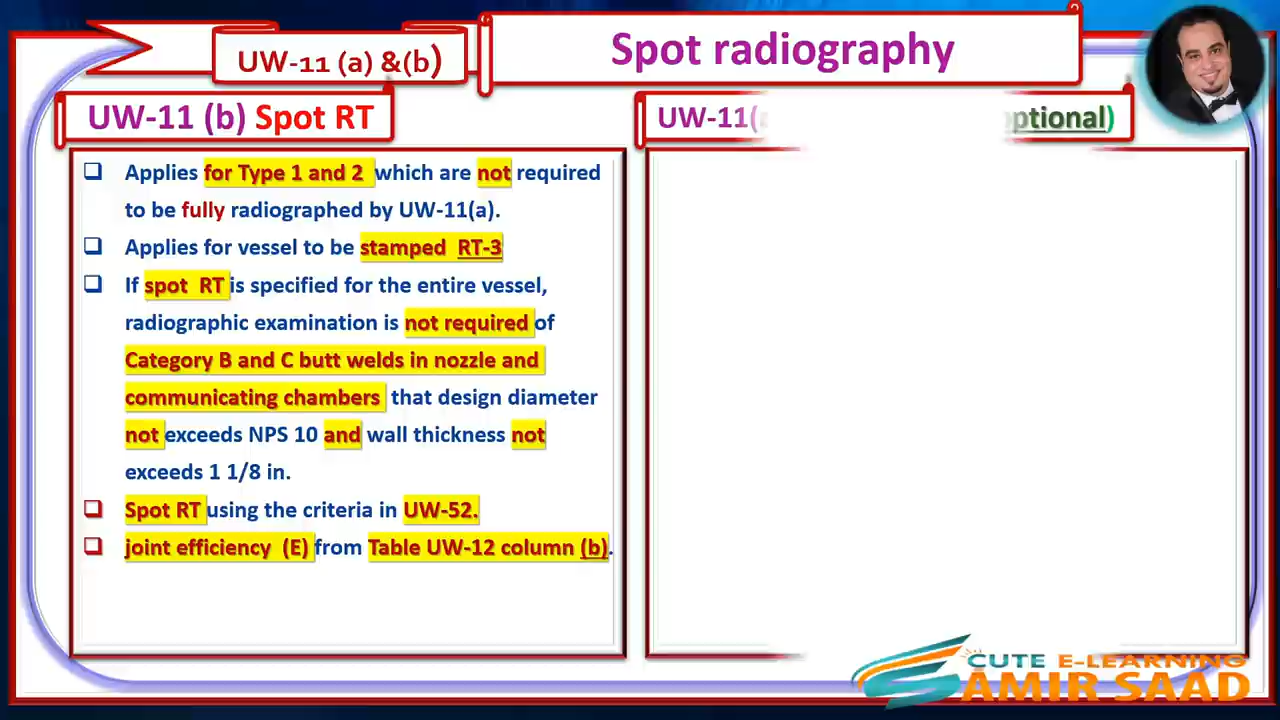 UW-11 (a) &(b)
Spot radiography
UW-11 (b) Spot RT
Applies for Type 1 and 2 which are not required
to be fully radiographed by UW-11(a).
Applies for vessel to be stamped RT-3
If spot RT is specified for the entire vessel,
radiographic examination is not required of
Category B and C butt welds in nozzle and
communicating chambers that design diameter
not exceeds NPS 10 and wall thickness not
exceeds 1 1/8 in.
Spot RT using the criteria in UW-52.
joint efficiency (E) from Table UW-12 column (b).
UW-11(
ptional)
CUTE E-LEARNING
AMIR SAAD